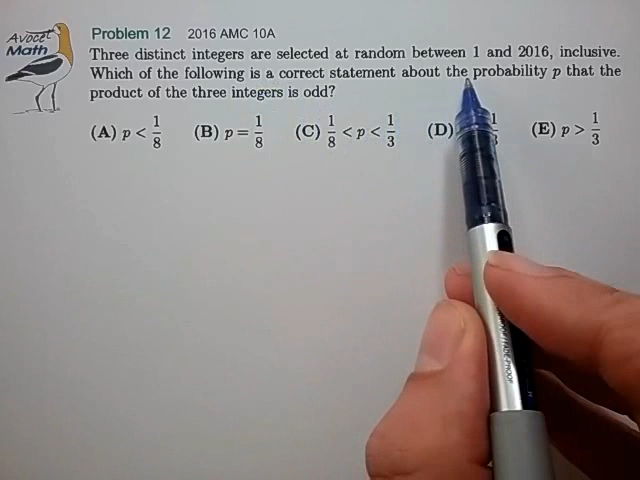 Avocet
Math
Problem 12 2016 AMC 10A
Three distinct integers are selected at random between 1 and 2016, inclusive.
Which of the following is a correct statement about the probability p that the
product of the three integers is odd?
(A) p < 1/8 (B) p = 1/8 (C) 1/8 < p < 1/3 (D) (E) p > 1/3